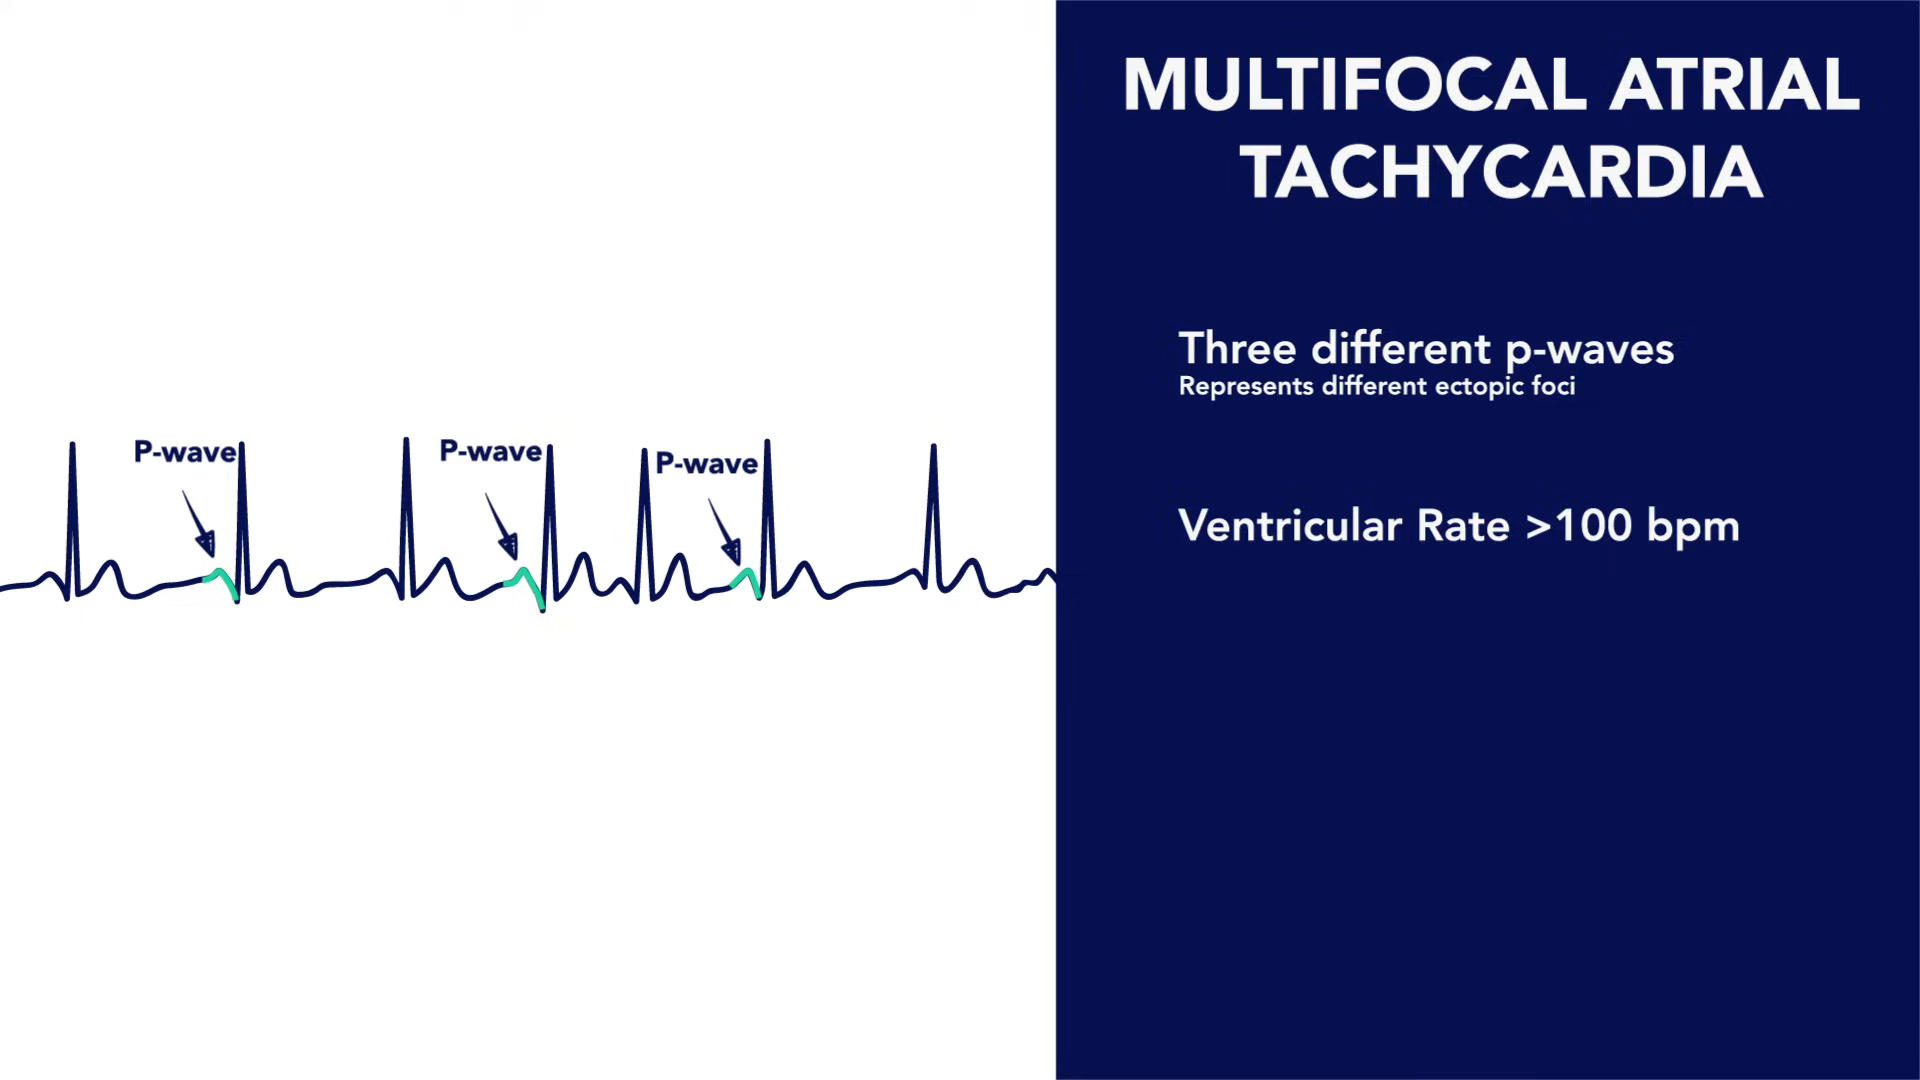 MULTIFOCAL ATRIAL
TACHYCARDIA
Three different p-waves
Represents different ectopic foci
Ventricular Rate >100 bpm
P-wave
P-wave
P-wave